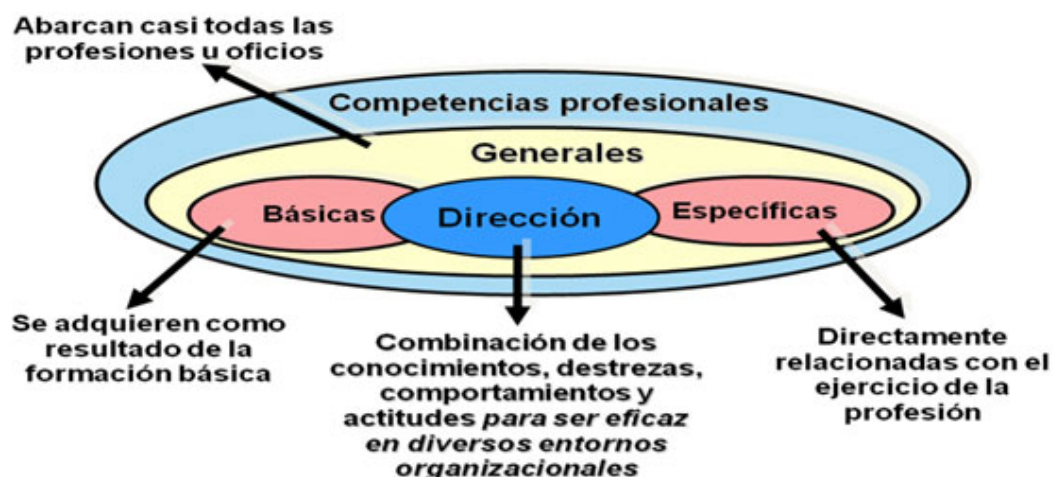 Abarcan casi todas las
profesiones u oficios
Competencias profesionales
Generales
Básicas
Dirección
Específicas
Se adquieren como
resultado de la
formación básica
Combinación de los
conocimientos, destrezas,
comportamientos y
actitudes para ser eficaz
en diversos entornos
organizacionales
Directamente
relacionadas con el
ejercicio de la
profesión